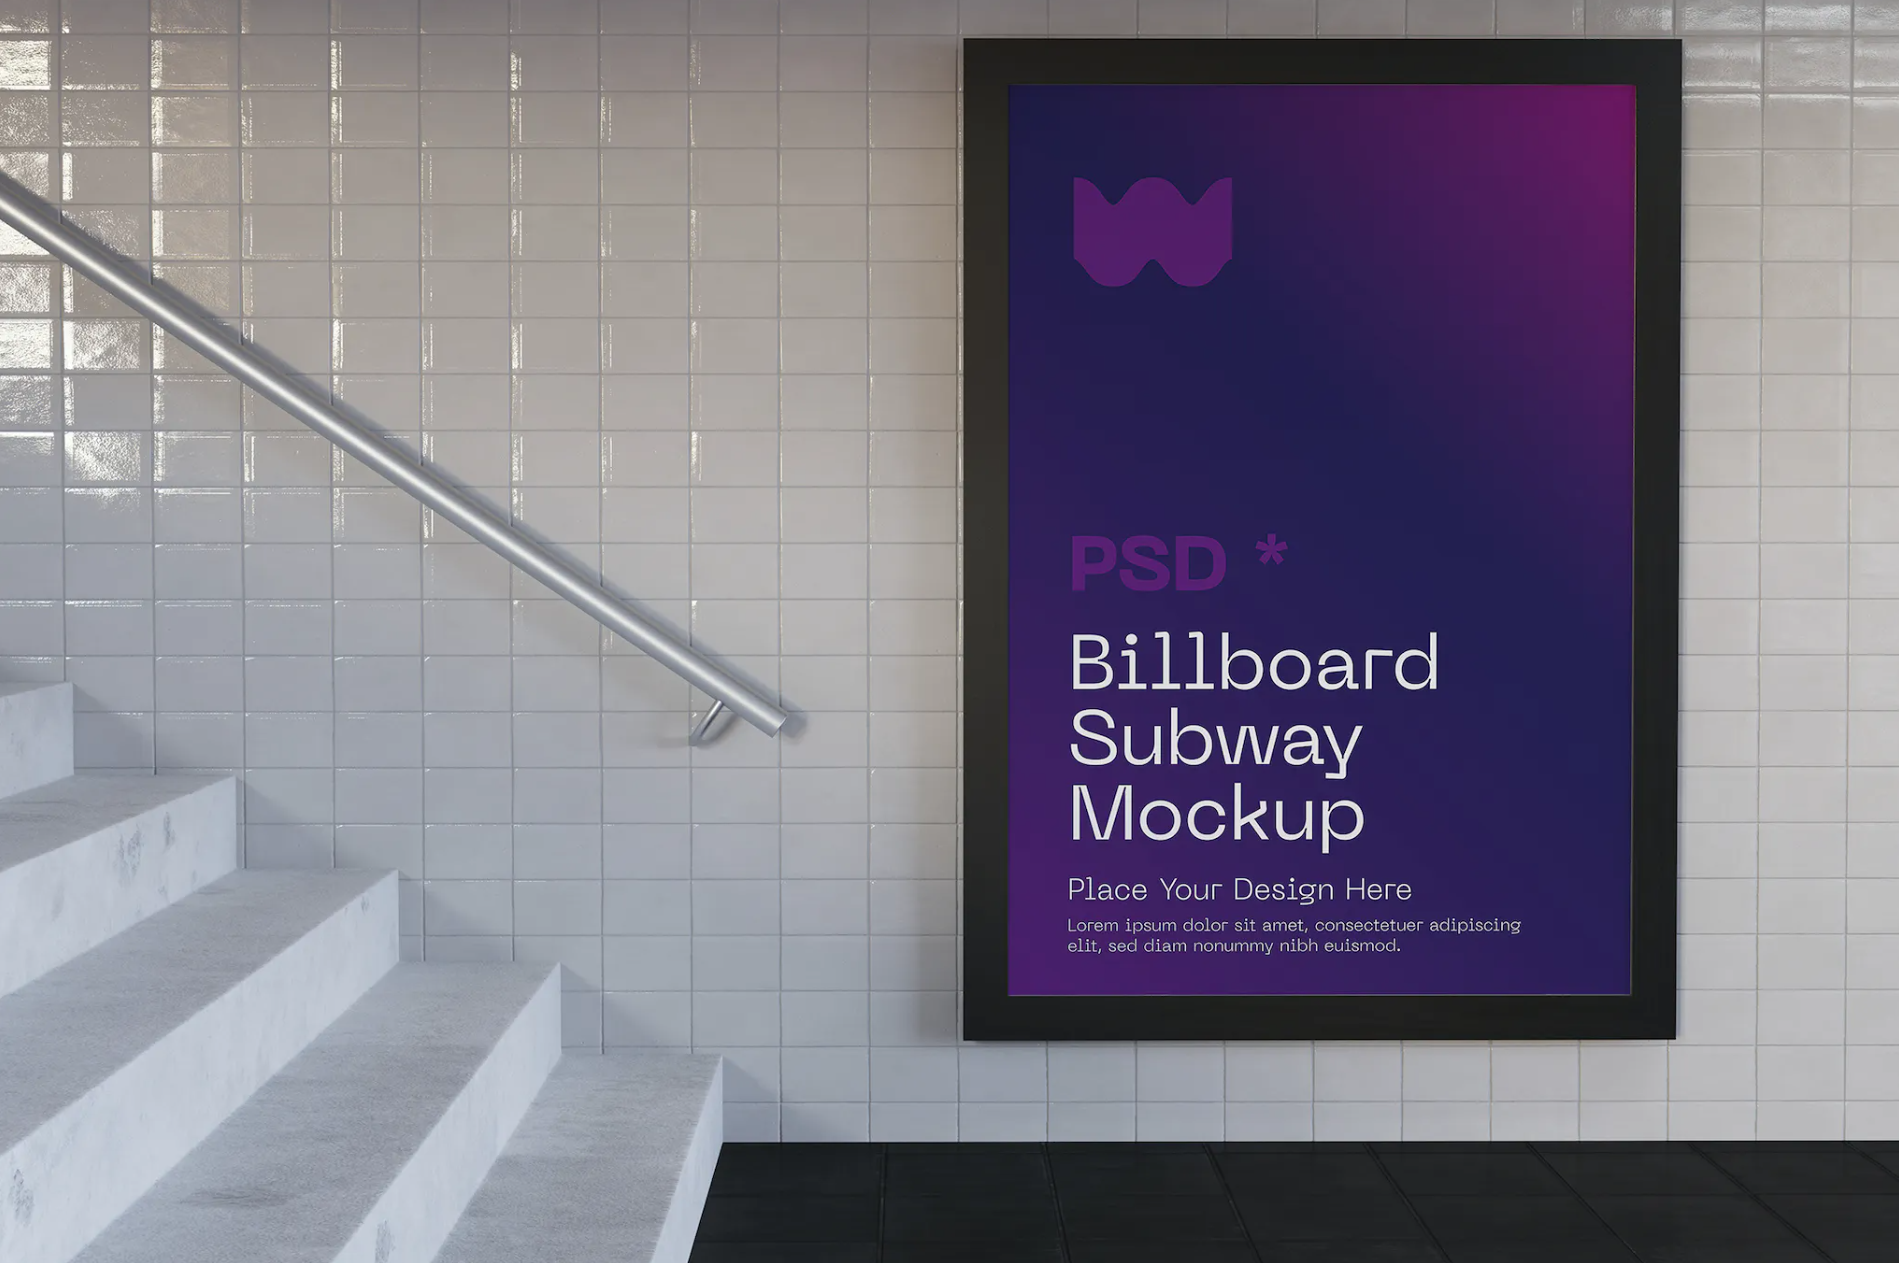 PSD *
Billboard
Subway
Mockup
Place Your Design Here
Lorem ipsum dolor sit amet, consectetuer adipiscing
elit, sed diam nonummy nibh euismod.